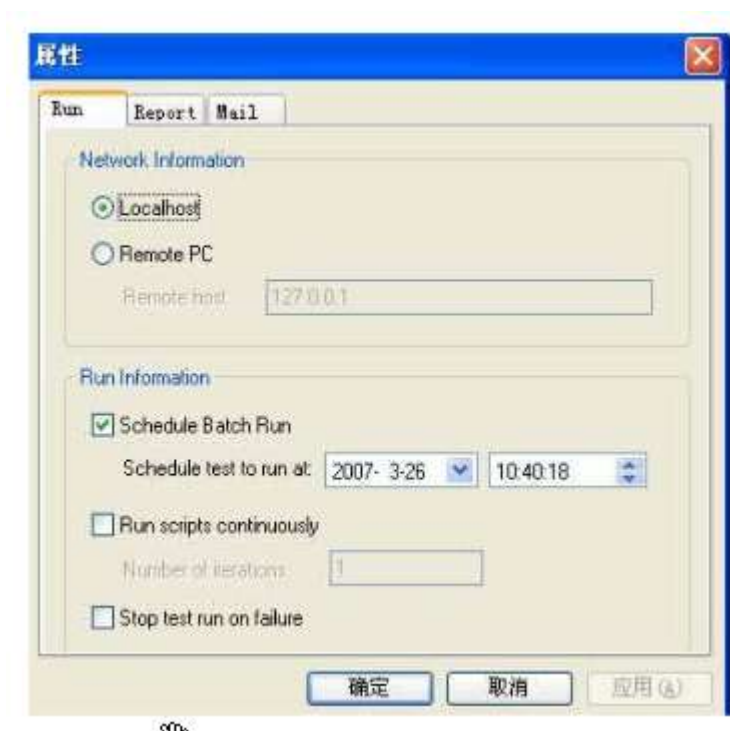 属性
Run Report Mail
Network Information
Localhost
Remote PC
Remote host 127.0.0.1
Run Information
Schedule Batch Run
Schedule test to run at: 2007- 3-26 10:40:18
Run scripts continuously
Number of iterations 1
Stop test run on failure
确定 取消 应用(A)